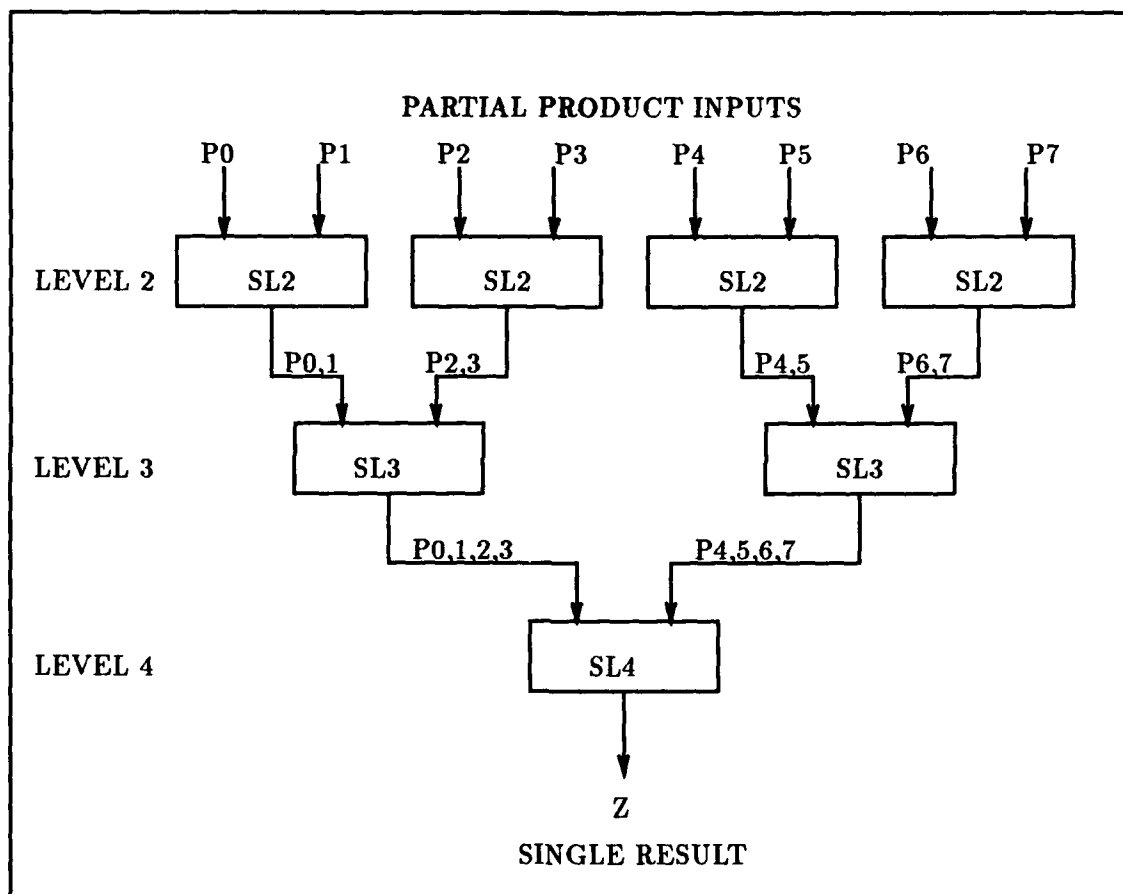 PARTIAL PRODUCT INPUTS
P0 P1 P2 P3 P4 P5 P6 P7
LEVEL 2 SL2 SL2 SL2 SL2
P0,1 P2,3 P4,5 P6,7
LEVEL 3 SL3 SL3
P0,1,2,3 P4,5,6,7
LEVEL 4 SL4
Z
SINGLE RESULT